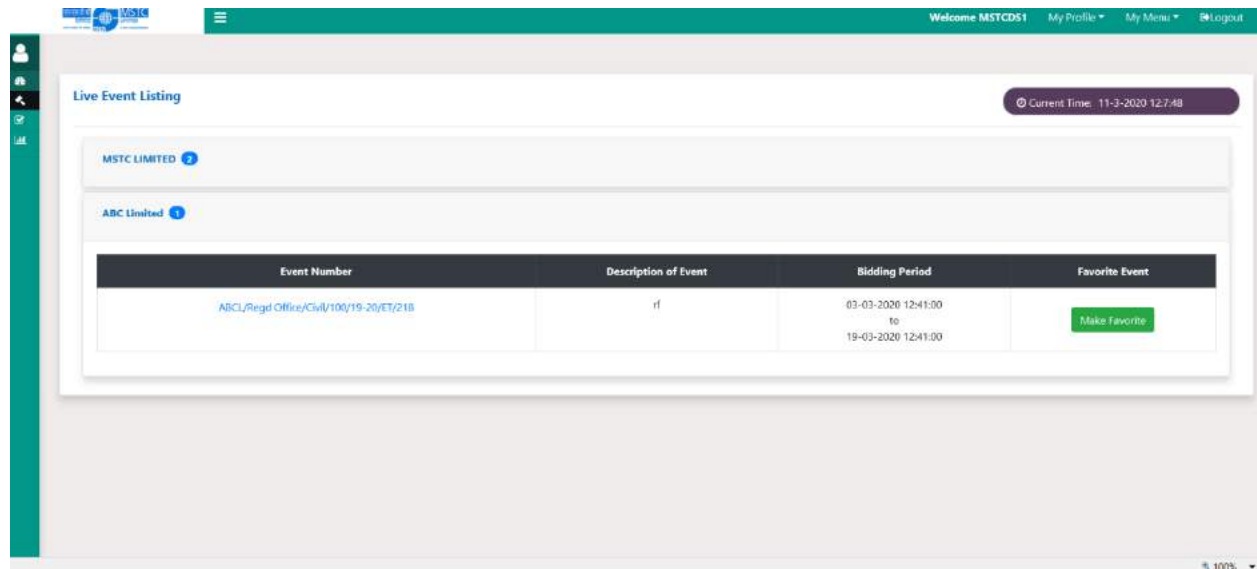 MSTC
Welcome MSTCDS1 My Profile My Menu Logout
Live Event Listing
Current Time: 11-3-2020 12:7:48
MSTC LIMITED 2
ABC Limited 1
Event Number Description of Event Bidding Period Favorite Event
ABCL/Regd Office/Civil/100/19-20/ET/218 rf 03-03-2020 12:41:00 Make Favorite
to
19-03-2020 12:41:00
100%